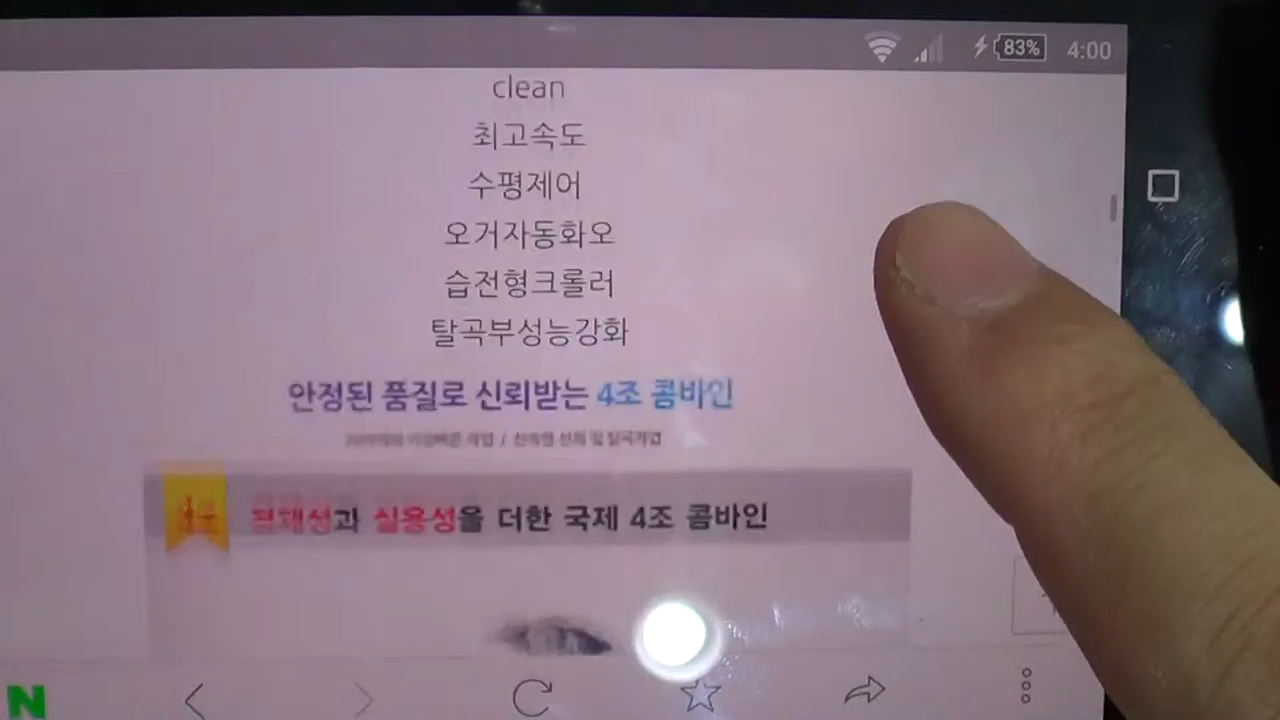 83% 4:00
clean
최고속도
수평제어
오거자동화오
습전형크롤러
탈곡부성능강화
안정된 품질로 신뢰받는 4조 콤바인
과 실용성을 더한 국제 4조 콤바인
N